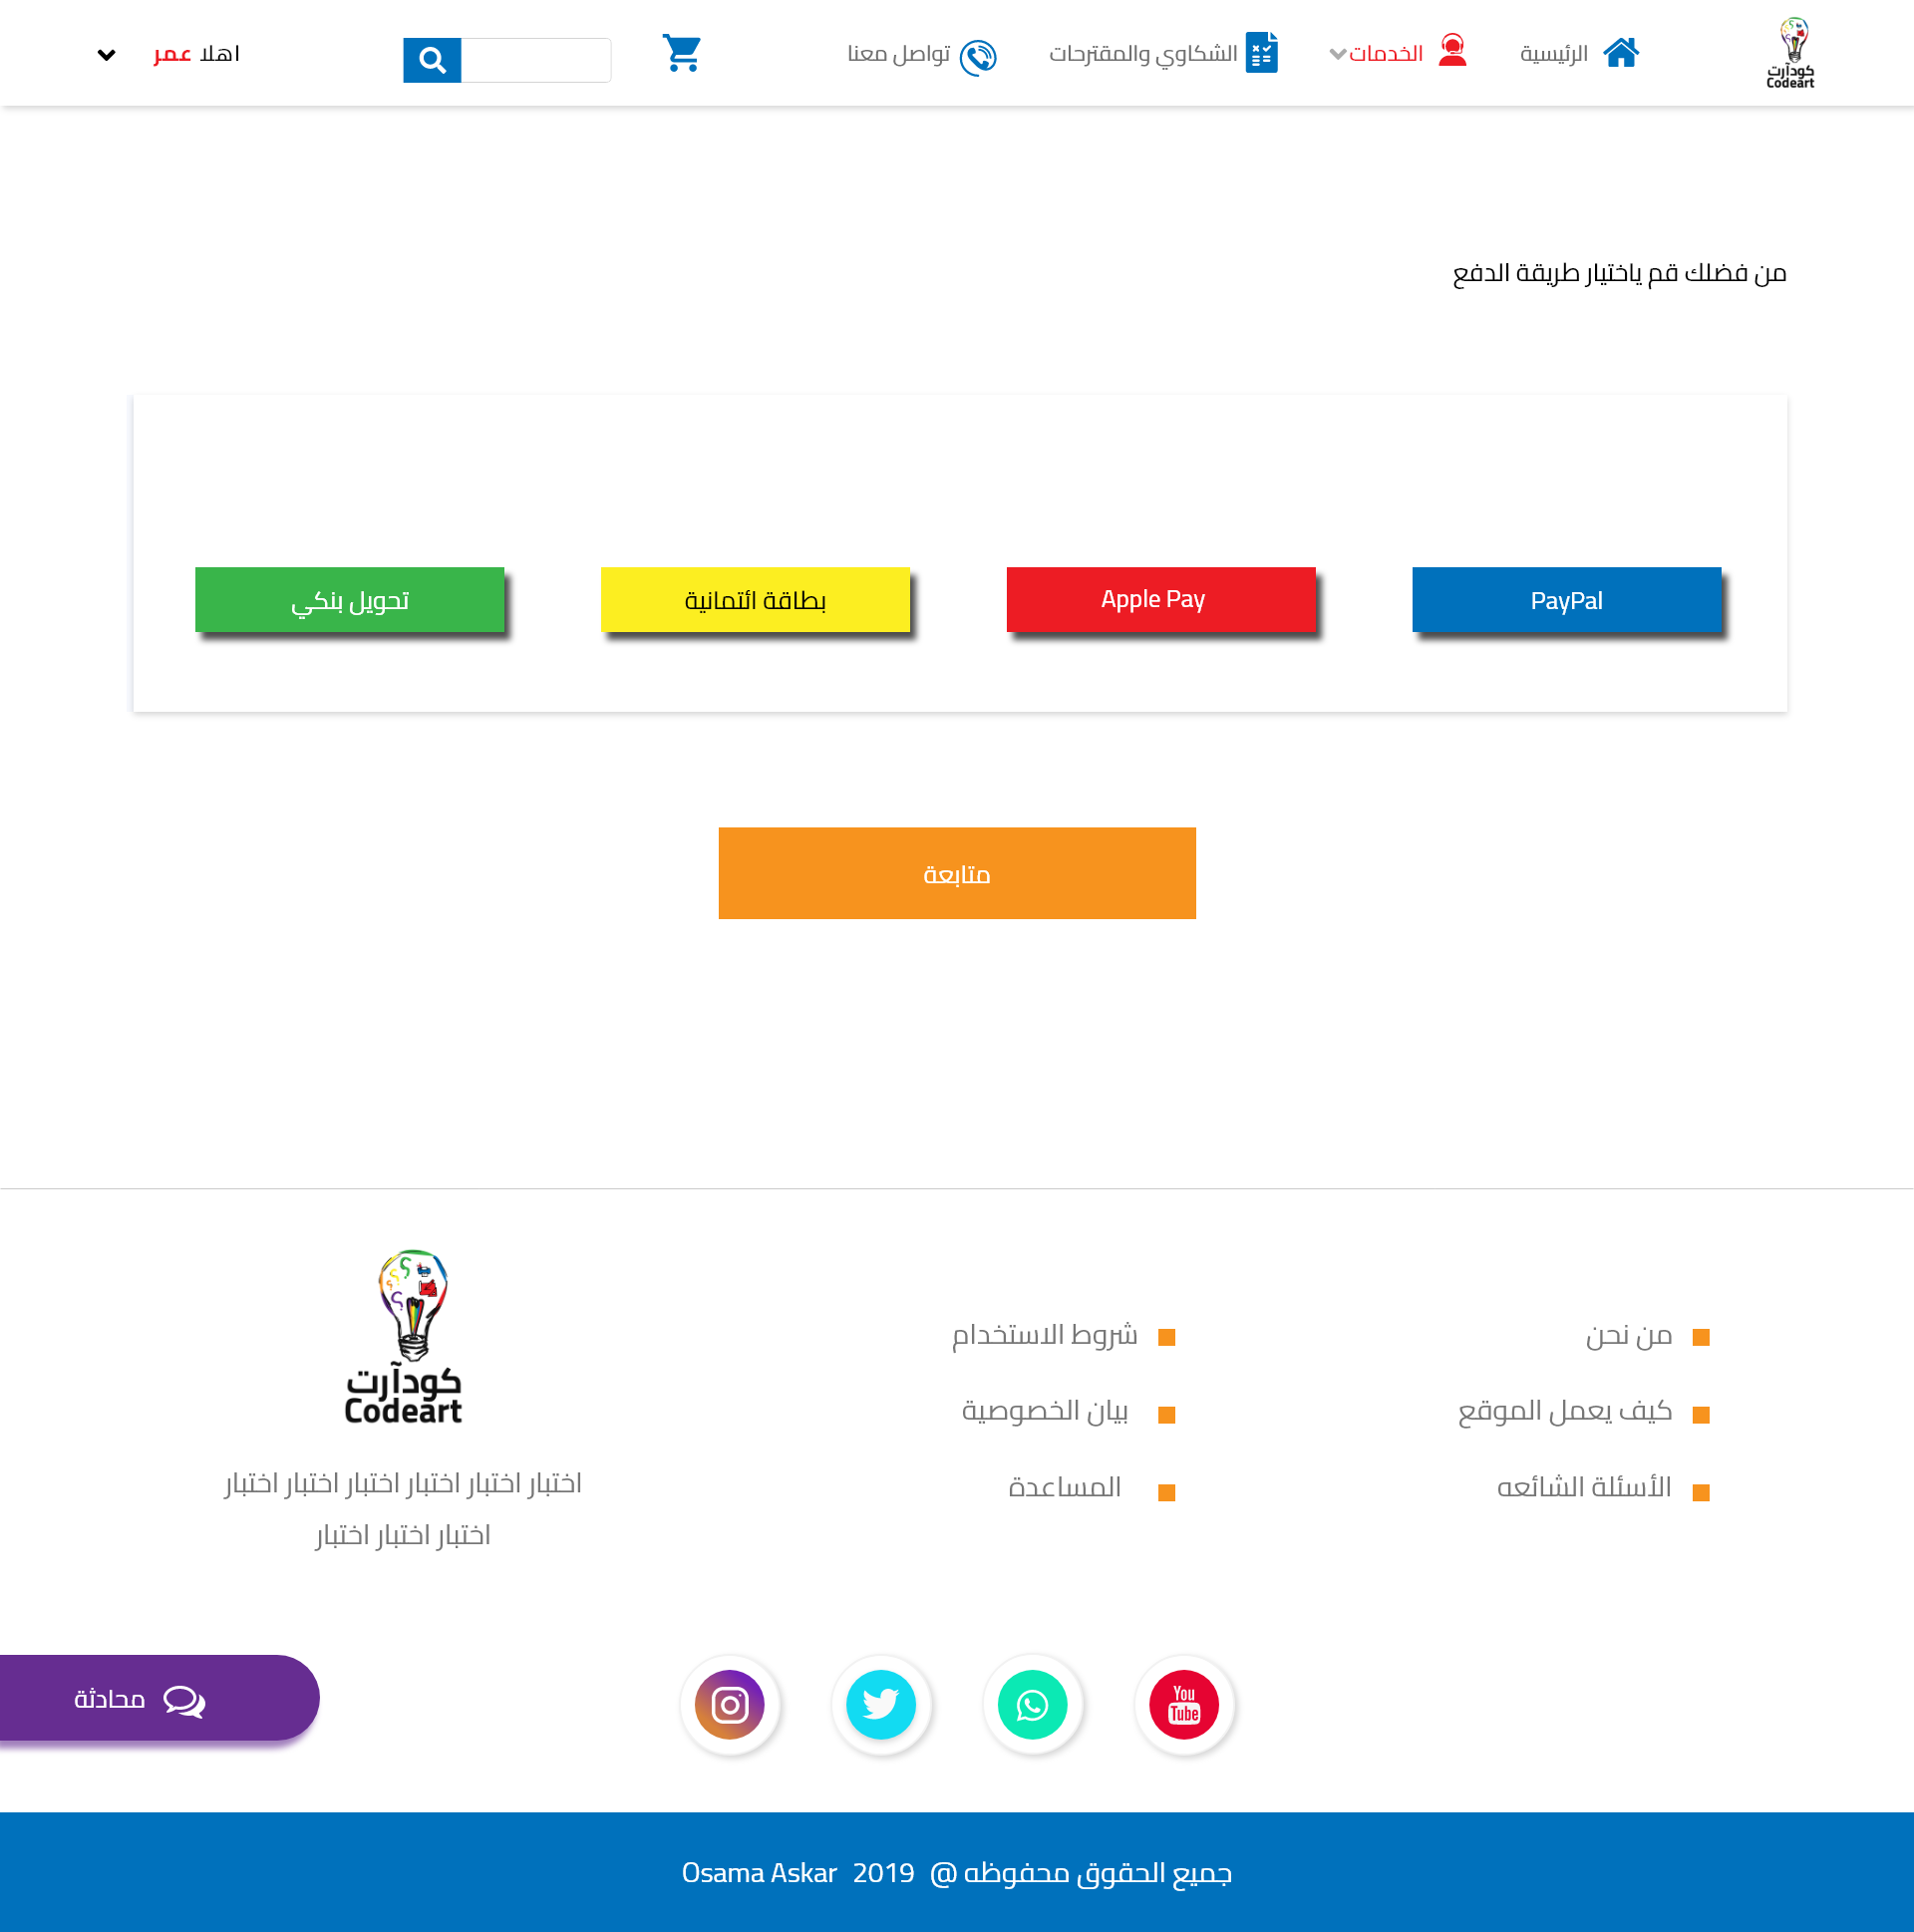 كودآرت
Codeart
الرئيسية
الخدمات
الشكاوي والمقترحات
تواصل معنا
اهلا عمر
من فضلك قم ياختيار طريقة الدفع
PayPal
Apple Pay
بطاقة ائتمانية
تحويل بنكي
متابعة
من نحن
كيف يعمل الموقع
الأسئلة الشائعه
شروط الاستخدام
بيان الخصوصية
المساعدة
كودآرت
Codeart
اختبار اختبار اختبار اختبار اختبار اختبار
اختبار اختبار اختبار
You
Tube
محادثة
جميع الحقوق محفوظه @ 2019 Osama Askar